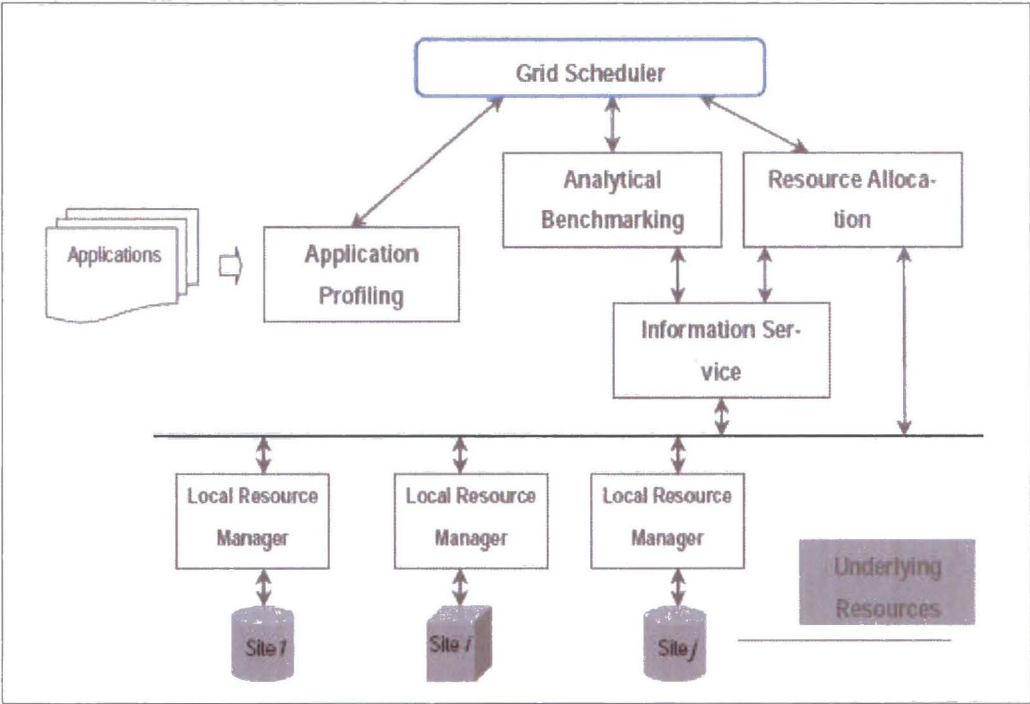 Grid Scheduler
Analytical
Benchmarking
Resource Alloca-
tion
Applications
Application
Profiling
Information Ser-
vice
Local Resource
Manager
Local Resource
Manager
Local Resource
Manager
Underlying
Resources
Site 1
Site i
Site j